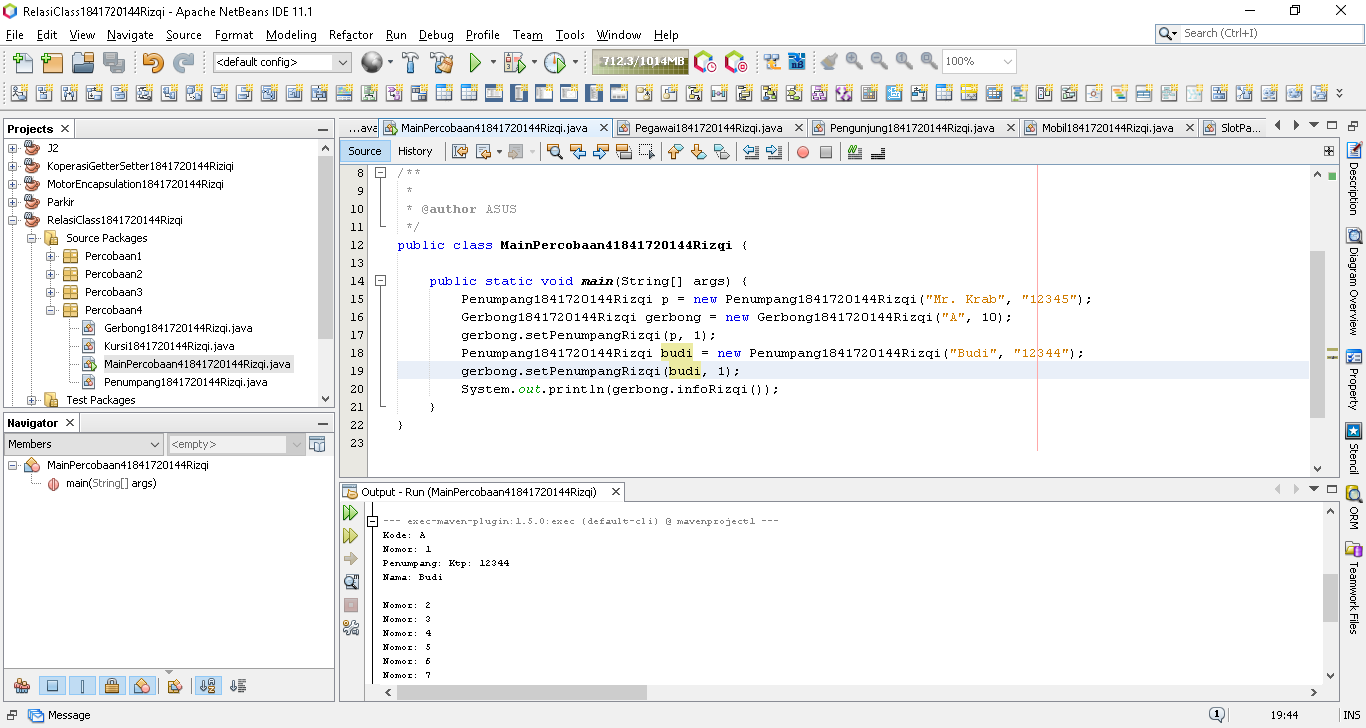 RelasiClass1841720144Rizqi - Apache NetBeans IDE 11.1
File Edit View Navigate Source Format Modeling Refactor Run Debug Profile Team Tools Window Help
Search (Ctrl+I)
<default config> 712.3/1014MB 100%
Projects
J2
KoperasiGetterSetter1841720144Rizqi
MotorEncapsulation1841720144Rizqi
Parkir
RelasiClass1841720144Rizqi
Source Packages
Percobaan1
Percobaan2
Percobaan3
Percobaan4
Gerbong1841720144Rizqi.java
Kursi1841720144Rizqi.java
MainPercobaan41841720144Rizqi.java
Penumpang1841720144Rizqi.java
Test Packages
Navigator
Members <empty>
MainPercobaan41841720144Rizqi
main(String[] args)
...ava MainPercobaan41841720144Rizqi.java Pegawai1841720144Rizqi.java Pengunjung1841720144Rizqi.java Mobil1841720144Rizqi.java SlotPa...
Source History
8 /**
9 *
10 * @author ASUS
11 */
12 public class MainPercobaan41841720144Rizqi {
13
14 public static void main(String[] args) {
15 Penumpang1841720144Rizqi p = new Penumpang1841720144Rizqi("Mr. Krab", "12345");
16 Gerbong1841720144Rizqi gerbong = new Gerbong1841720144Rizqi("A", 10);
17 gerbong.setPenumpangRizqi(p, 1);
18 Penumpang1841720144Rizqi budi = new Penumpang1841720144Rizqi("Budi", "12344");
19 gerbong.setPenumpangRizqi(budi, 1);
20 System.out.println(gerbong.infoRizqi());
21 }
22 }
23
Output - Run (MainPercobaan41841720144Rizqi)
--- exec-maven-plugin:1.5.0:exec (default-cli) @ mavenproject1 ---
Kode: A
Nomor: 1
Penumpang: Ktp: 12344
Nama: Budi
Nomor: 2
Nomor: 3
Nomor: 4
Nomor: 5
Nomor: 6
Nomor: 7
Description
Diagram Overview
Property
Stencil
ORM
Teamwork Files
Message 1 19:44 INS